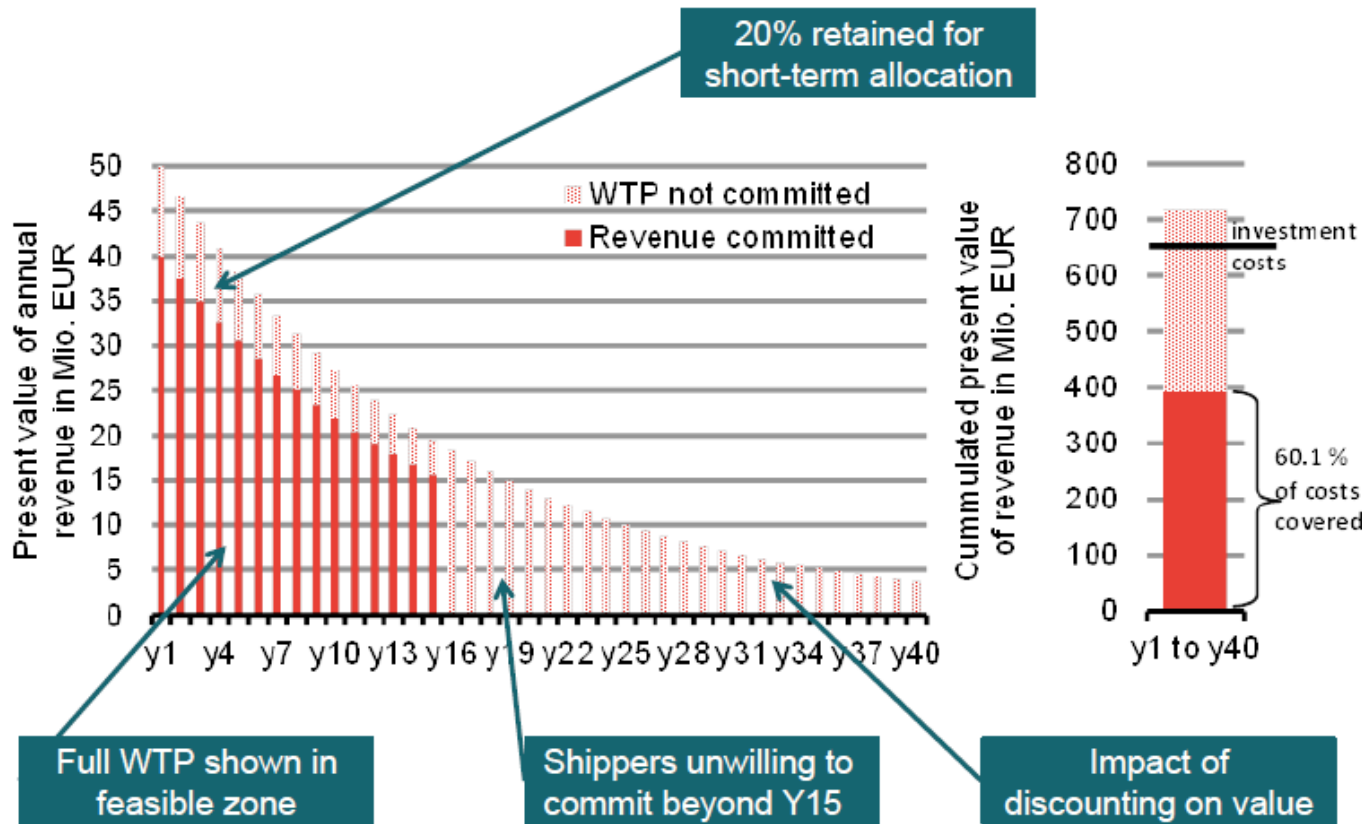 20% retained for
short-term allocation
Present value of annual
revenue in Mio. EUR
50
45
40
35
30
25
20
15
10
5
0
WTP not committed
Revenue committed
y1 y4 y7 y10 y13 y16 y19 y22 y25 y28 y31 y34 y37 y40
Cummulated present value
of revenue in Mio. EUR
800
700
600
500
400
300
200
100
0
investment
costs
60.1 %
of costs
covered
y1 to y40
Full WTP shown in
feasible zone
Shippers unwilling to
commit beyond Y15
Impact of
discounting on value